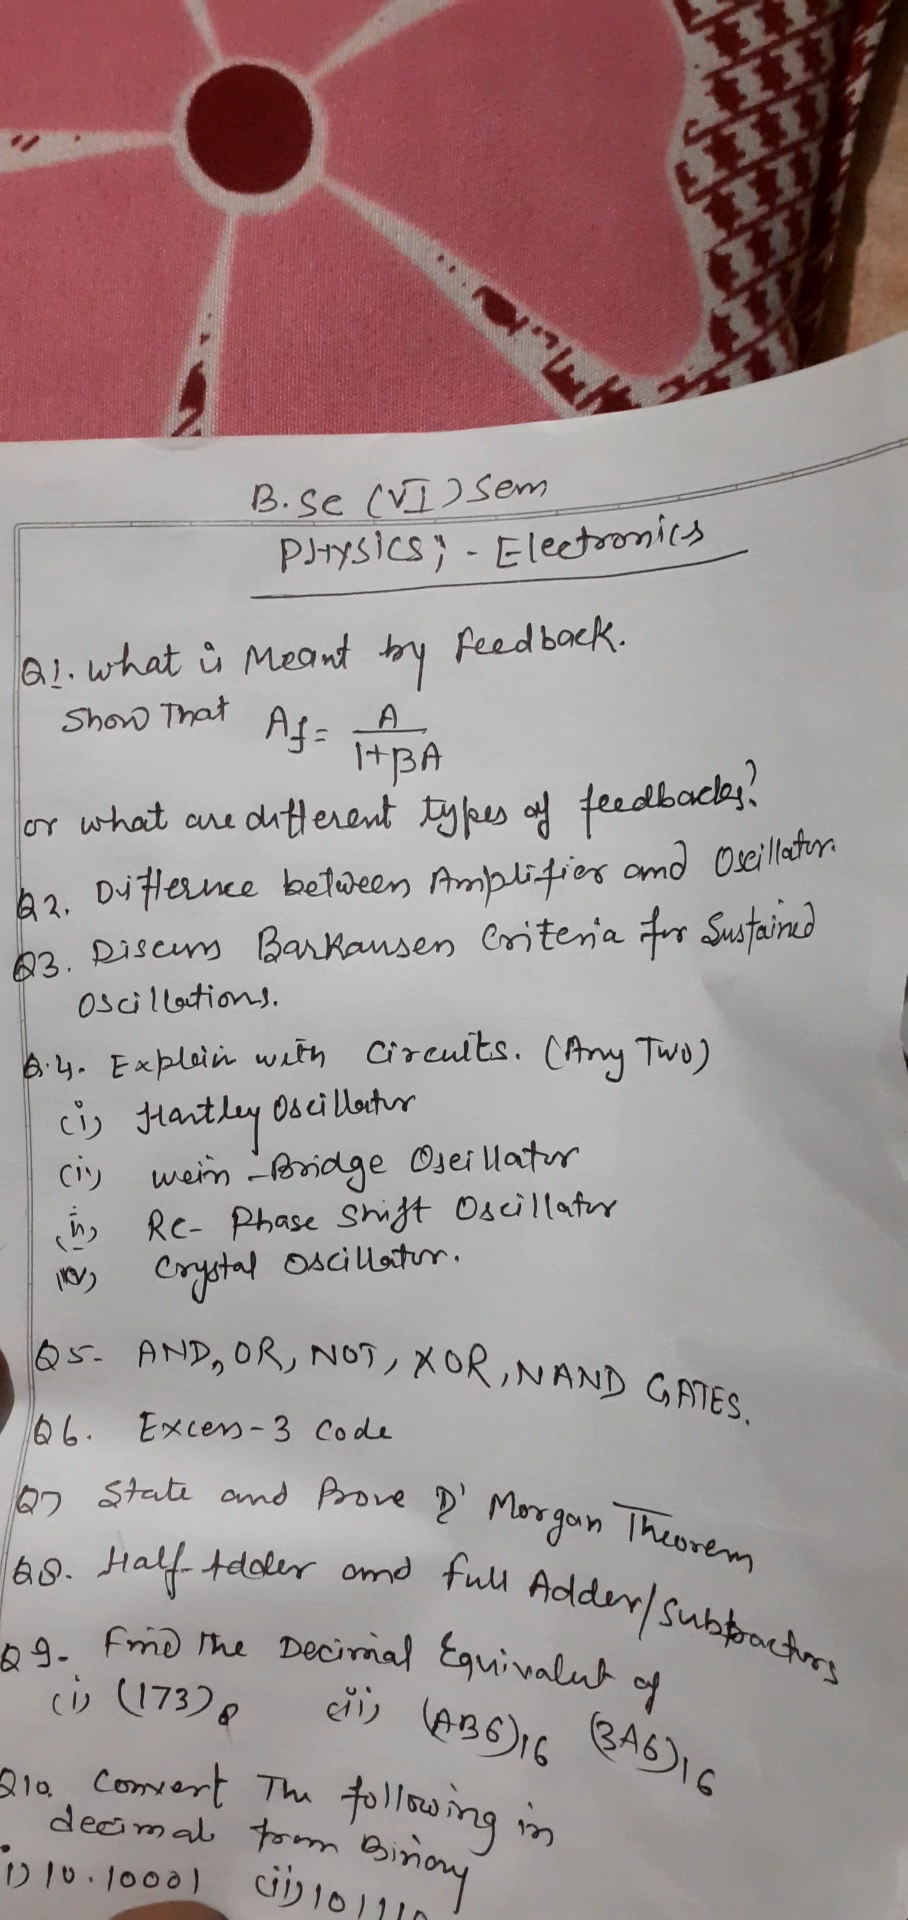 B.Sc (VI) Sem
PHYSICS; - Electronics
Q1. What is Meant by feedback.
Show That Af = A / 1+βA
or what are different types of feedbacks?
Q2. Difference between Amplifier and Oscillator.
Q3. Discuss Barkausen Criteria for Sustained
Oscillations.
Q.4. Explain with Circuits. (Any Two)
(i) Hartley Oscillator
(ii) wein-Bridge Oscillator
(iii) RC- Phase Shift Oscillator
(iv) Crystal Oscillator.
Q5- AND, OR, NOT, XOR, NAND GATES.
Q6. Excess-3 Code
Q7 State and Prove D' Morgan Theorem
Q8. Half-Adder and full Adder/Subtractors
Q9- Find The Decimal Equivalent of
(i) (173)8 (ii) (AB6)16 (3A6)16
Q10. Convert The following in
decimal from Binary
i) 10.10001 (ii) 10111